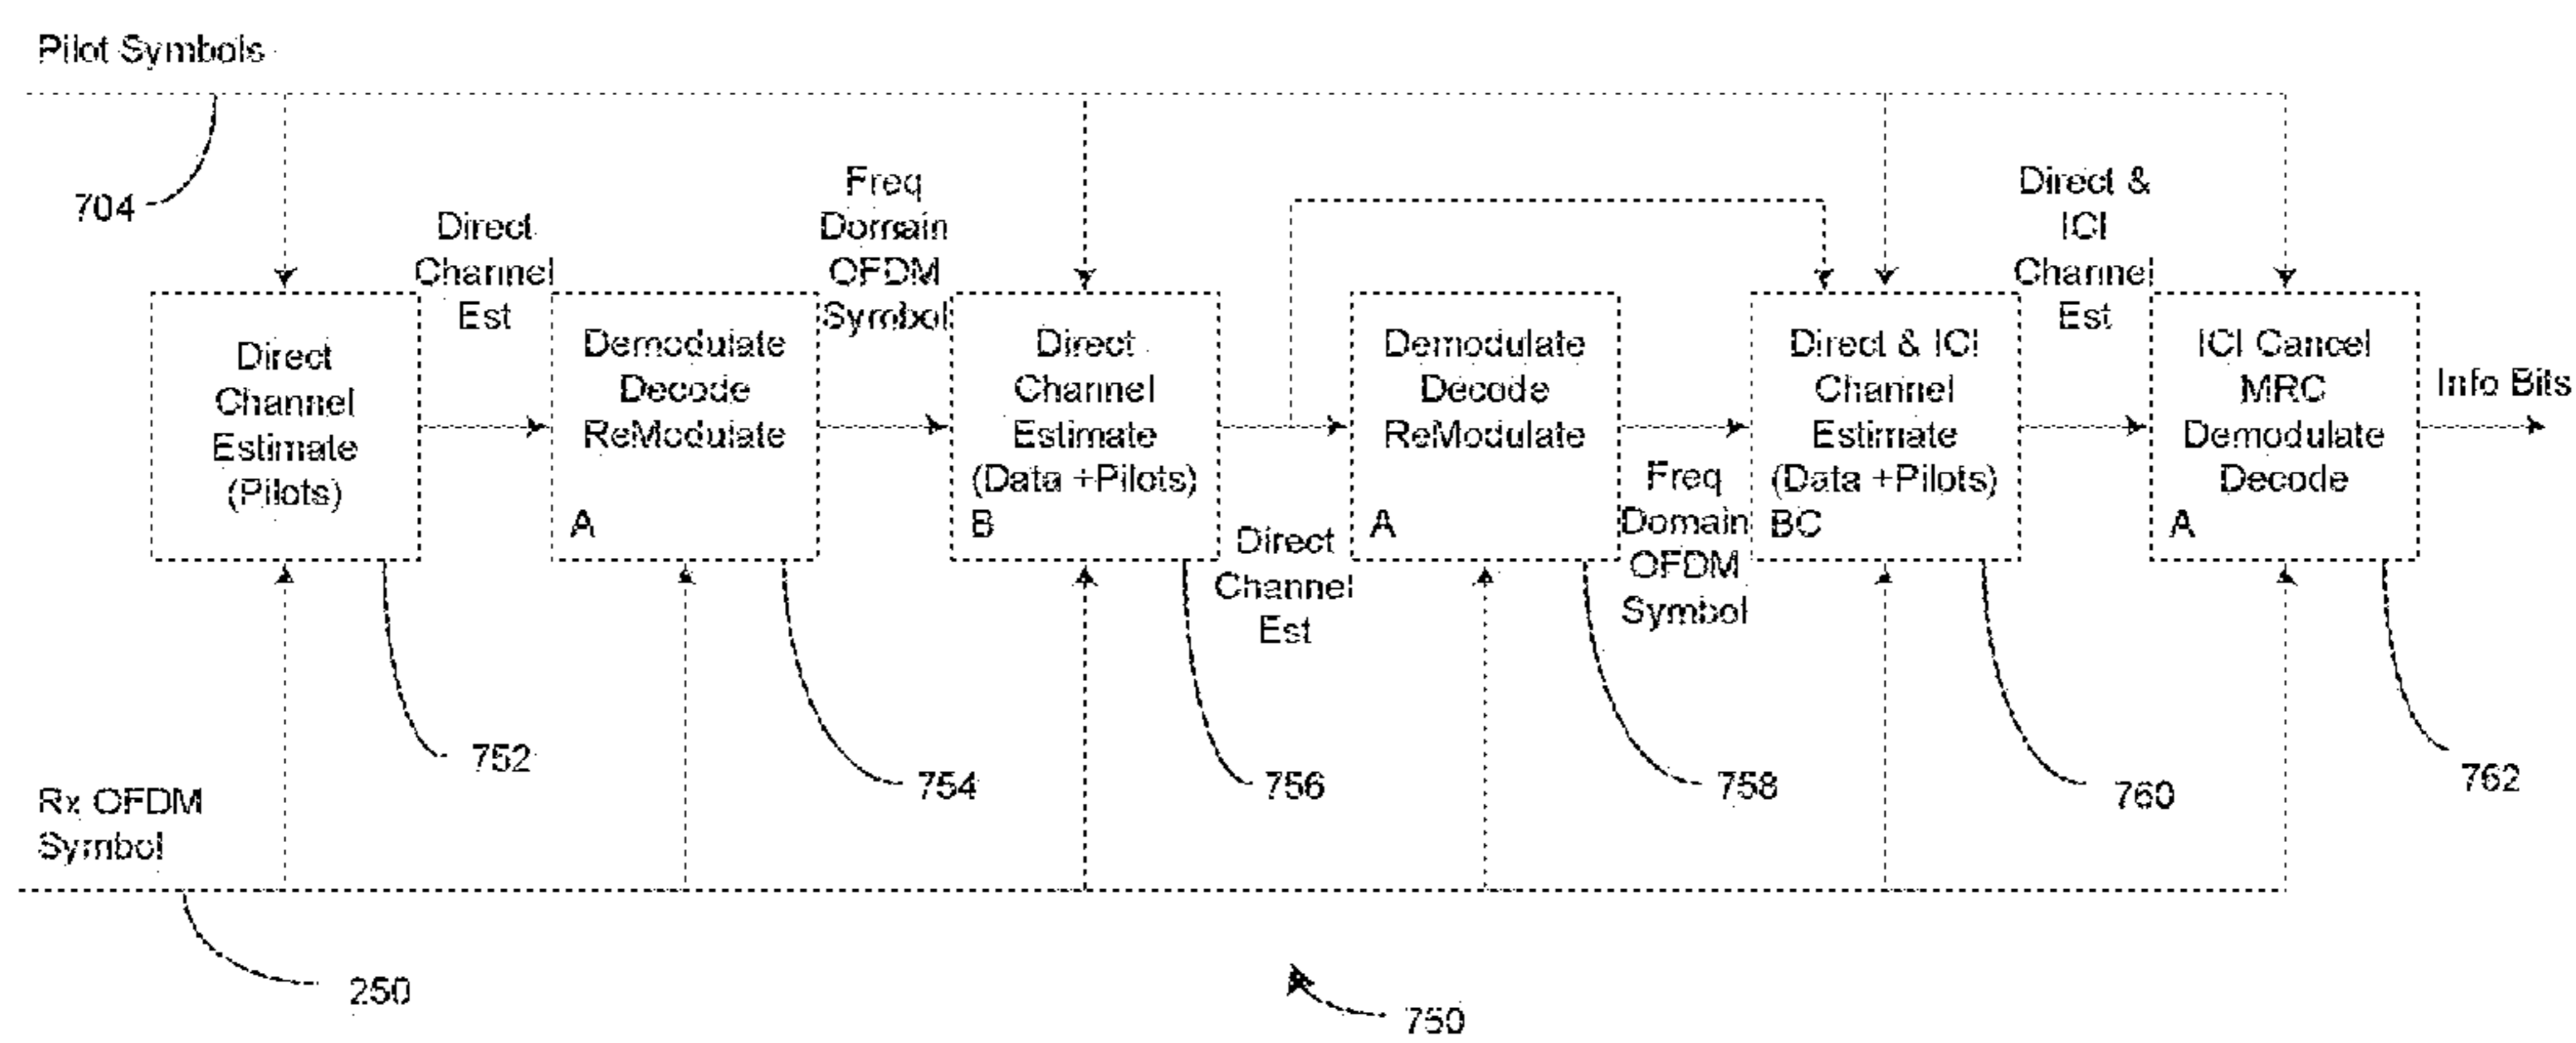 Pilot Symbols
704
Direct
Channel
Est
Freq
Domain
OFDM
Symbol
Direct &
ICI
Channel
Est
Direct
Channel
Estimate
(Pilots)
Demodulate
Decode
ReModulate
A
Direct
Channel
Estimate
(Data +Pilots)
B
Direct
Channel
Est
Demodulate
Decode
ReModulate
A
Freq
Domain
OFDM
Symbol
Direct & ICI
Channel
Estimate
(Data +Pilots)
BC
ICI Cancel
MRC
Demodulate
Decode
A
Info Bits
752
754
756
758
760
762
Rx OFDM
Symbol
250
750